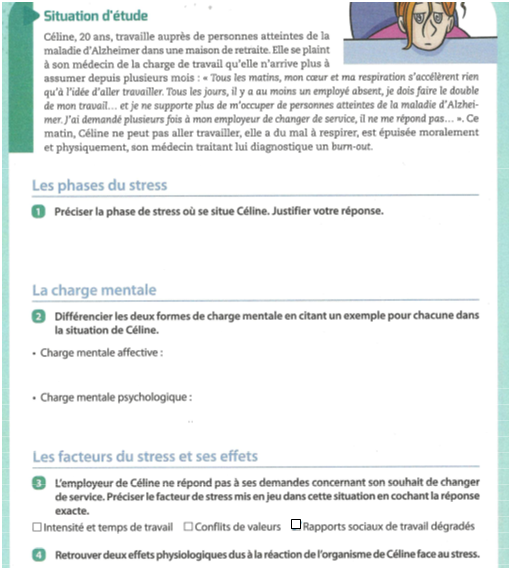 Situation d'étude
Céline, 20 ans, travaille auprès de personnes atteintes de la
maladie d'Alzheimer dans une maison de retraite. Elle se plaint
à son médecin de la charge de travail qu'elle n'arrive plus à
assumer depuis plusieurs mois : « Tous les matins, mon cœur et ma respiration s'accélèrent rien
qu'à l'idée d'aller travailler. Tous les jours, il y a au moins un employé absent, je dois faire le double
de mon travail... et je ne supporte plus de m'occuper de personnes atteintes de la maladie d'Alzhei-
mer. J'ai demandé plusieurs fois à mon employeur de changer de service, il ne me répond pas... ». Ce
matin, Céline ne peut pas aller travailler, elle a du mal à respirer, est épuisée moralement
et physiquement, son médecin traitant lui diagnostique un burn-out.
Les phases du stress
1 Préciser la phase de stress où se situe Céline. Justifier votre réponse.
La charge mentale
2 Différencier les deux formes de charge mentale en citant un exemple pour chacune dans
la situation de Céline.
• Charge mentale affective :
• Charge mentale psychologique :
Les facteurs du stress et ses effets
3 L'employeur de Céline ne répond pas à ses demandes concernant son souhait de changer
de service. Préciser le facteur de stress mis en jeu dans cette situation en cochant la réponse
exacte.
☐ Intensité et temps de travail ☐ Conflits de valeurs ☐ Rapports sociaux de travail dégradés
4 Retrouver deux effets physiologiques dus à la réaction de l'organisme de Céline face au stress.